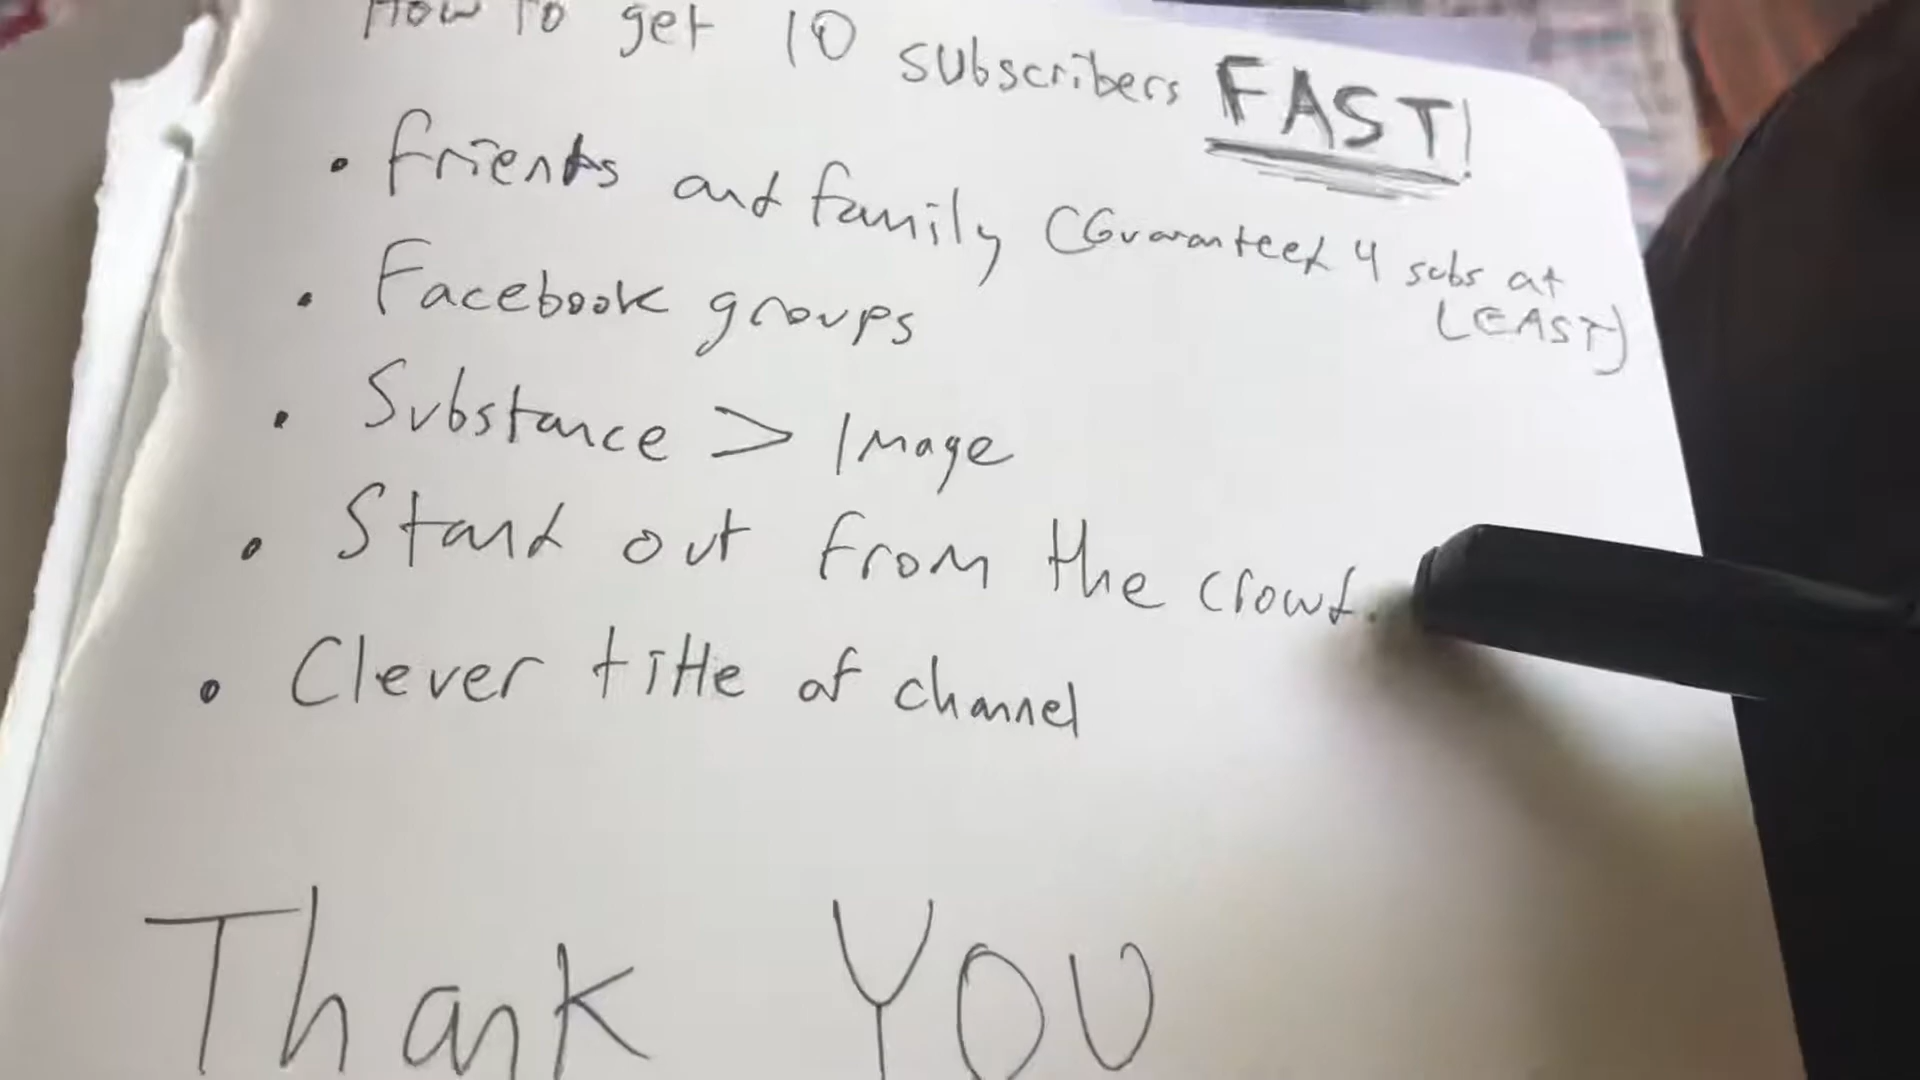 How to get 10 subscribers FAST!
• friends and family (Guaranteed 4 subs at
LEAST)
• Facebook groups
• Substance > Image
• Stand out from the crowd.
• Clever title of channel
Thank YOU